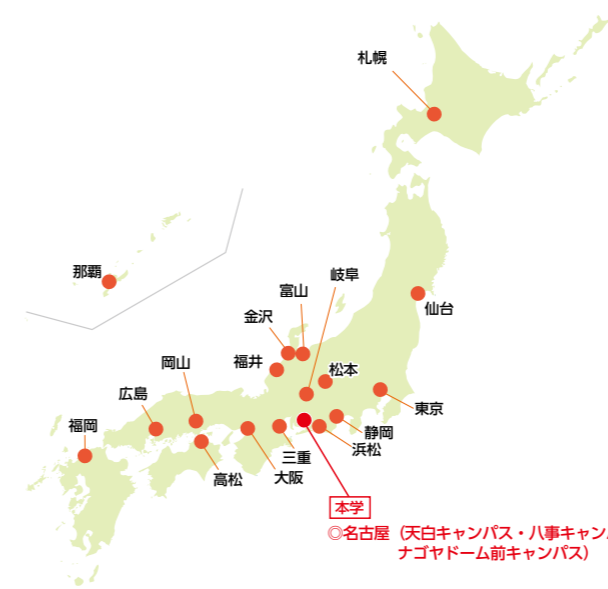 札幌
那覇
岐阜
富山
仙台
金沢
福井
松本
岡山
広島
東京
福岡
静岡
浜松
三重
大阪
高松
本学
◎名古屋（天白キャンパス・八事キャン
ナゴヤドーム前キャンパス）